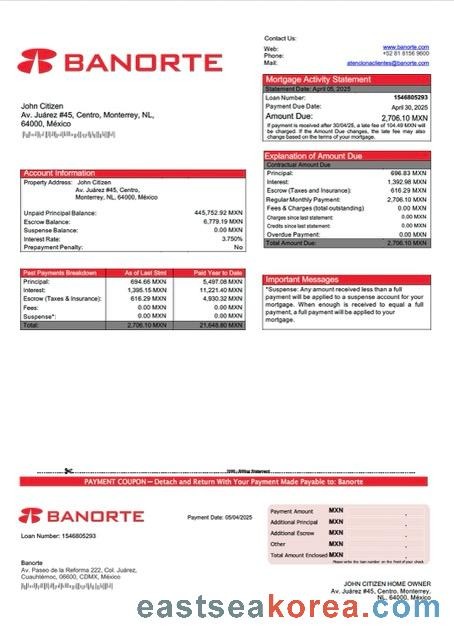 BANORTE
Contact Us:
Web: www.banorte.com
Phone: +52 81 8156 9600
Mail: atencionaclientes@banorte.com
Mortgage Activity Statement
Statement Date: April 05, 2025
Loan Number: 1546805293
Payment Due Date: April 30, 2025
Amount Due: 2,706.10 MXN
If payment is received after 30/04/25, a late fee of 104.49 MXN will
be charged. If the Amount Due changes, the late fee may also
change based on the terms of your mortgage.
John Citizen
Av. Juárez #45, Centro, Monterrey, NL,
64000, México
Explanation of Amount Due
Contractual Amount Due
Principal: 696.83 MXN
Interest: 1,392.98 MXN
Escrow (Taxes and Insurance): 616.29 MXN
Regular Monthly Payment: 2,706.10 MXN
Fees & Charges (total outstanding) 0.00 MXN
Charges since last statement: 0.00 MXN
Credits since last statement: 0.00 MXN
Overdue Payment: 0.00 MXN
Total Amount Due: 2,706.10 MXN
Account Information
Property Address: John Citizen
Av. Juárez #45, Centro,
Monterrey, NL, 64000, México
Unpaid Principal Balance: 445,752.92 MXN
Escrow Balance: 6,779.19 MXN
Suspense Balance: 0.00 MXN
Interest Rate: 3.750%
Prepayment Penalty: No
Past Payments Breakdown As of Last Stmt Paid Year to Date
Principal: 694.66 MXN 5,497.08 MXN
Interest: 1,395.15 MXN 11,221.40 MXN
Escrow (Taxes & Insurance): 616.29 MXN 4,930.32 MXN
Fees: 0.00 MXN 0.00 MXN
Suspense*: 0.00 MXN 0.00 MXN
Total: 2,706.10 MXN 21,648.80 MXN
Important Messages
*Suspense: Any amount received less than a full
payment will be applied to a suspense account for your
mortgage. When enough is received to equal a full
payment, a full payment will be applied to your
mortgage.
PAYMENT COUPON – Detach and Return With Your Payment Made Payable to: Banorte
BANORTE
Payment Date: 05/04/2025
Loan Number: 1546805293
Payment Amount MXN .
Additional Principal MXN .
Additional Escrow MXN .
Other MXN .
Total Amount Enclosed MXN .
Please write the loan number on the front of your check
Banorte
Av. Paseo de la Reforma 222, Col. Juárez,
Cuauhtémoc, 06600, CDMX, México
JOHN CITIZEN HOME OWNER
Av. Juárez #45, Centro, Monterrey, NL,
64000, México
eastseakorea.com